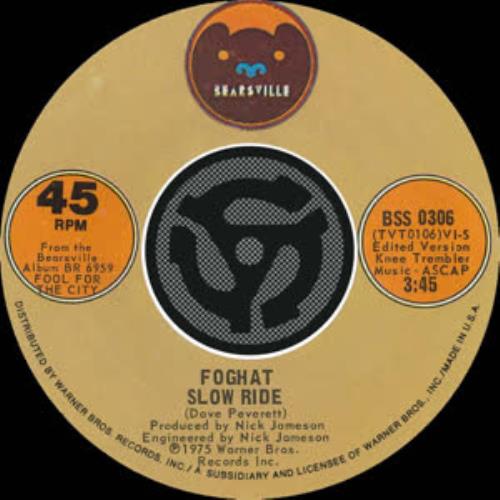 BEARSVILLE
45
RPM
From the
Bearsville
Album BR 6959
FOOL FOR
THE CITY
BSS 0306
(TVT0106)VI-S
Edited Version
Knee Trembler
Music - ASCAP
3:45
FOGHAT
SLOW RIDE
(Dave Peverett)
Produced by Nick Jameson
Engineered by Nick Jameson
℗1975 Warner Bros.
Records Inc.
DISTRIBUTED BY WARNER BROS. RECORDS, INC./A SUBSIDIARY AND LICENSEE OF WARNER BROS., INC./MADE IN U.S.A.